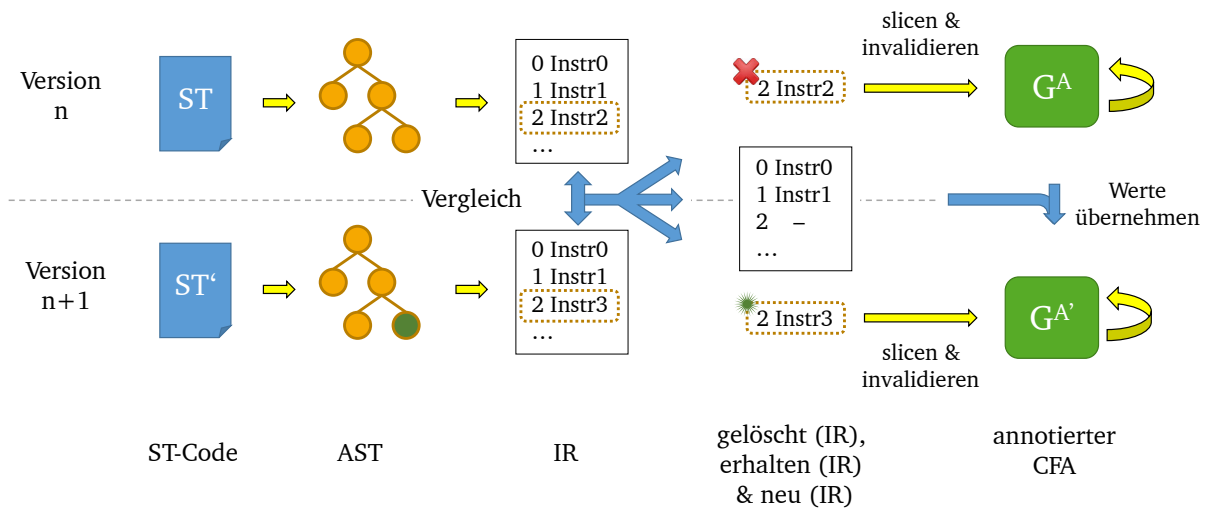 Version
n
ST
0 Instr0
1 Instr1
2 Instr2
...
2 Instr2
slicen &
invalidieren
G^A
Vergleich
0 Instr0
1 Instr1
2 –
...
Werte
übernehmen
Version
n+1
ST‘
0 Instr0
1 Instr1
2 Instr3
...
2 Instr3
slicen &
invalidieren
G^A’
ST-Code
AST
IR
gelöscht (IR),
erhalten (IR)
& neu (IR)
annotierter
CFA